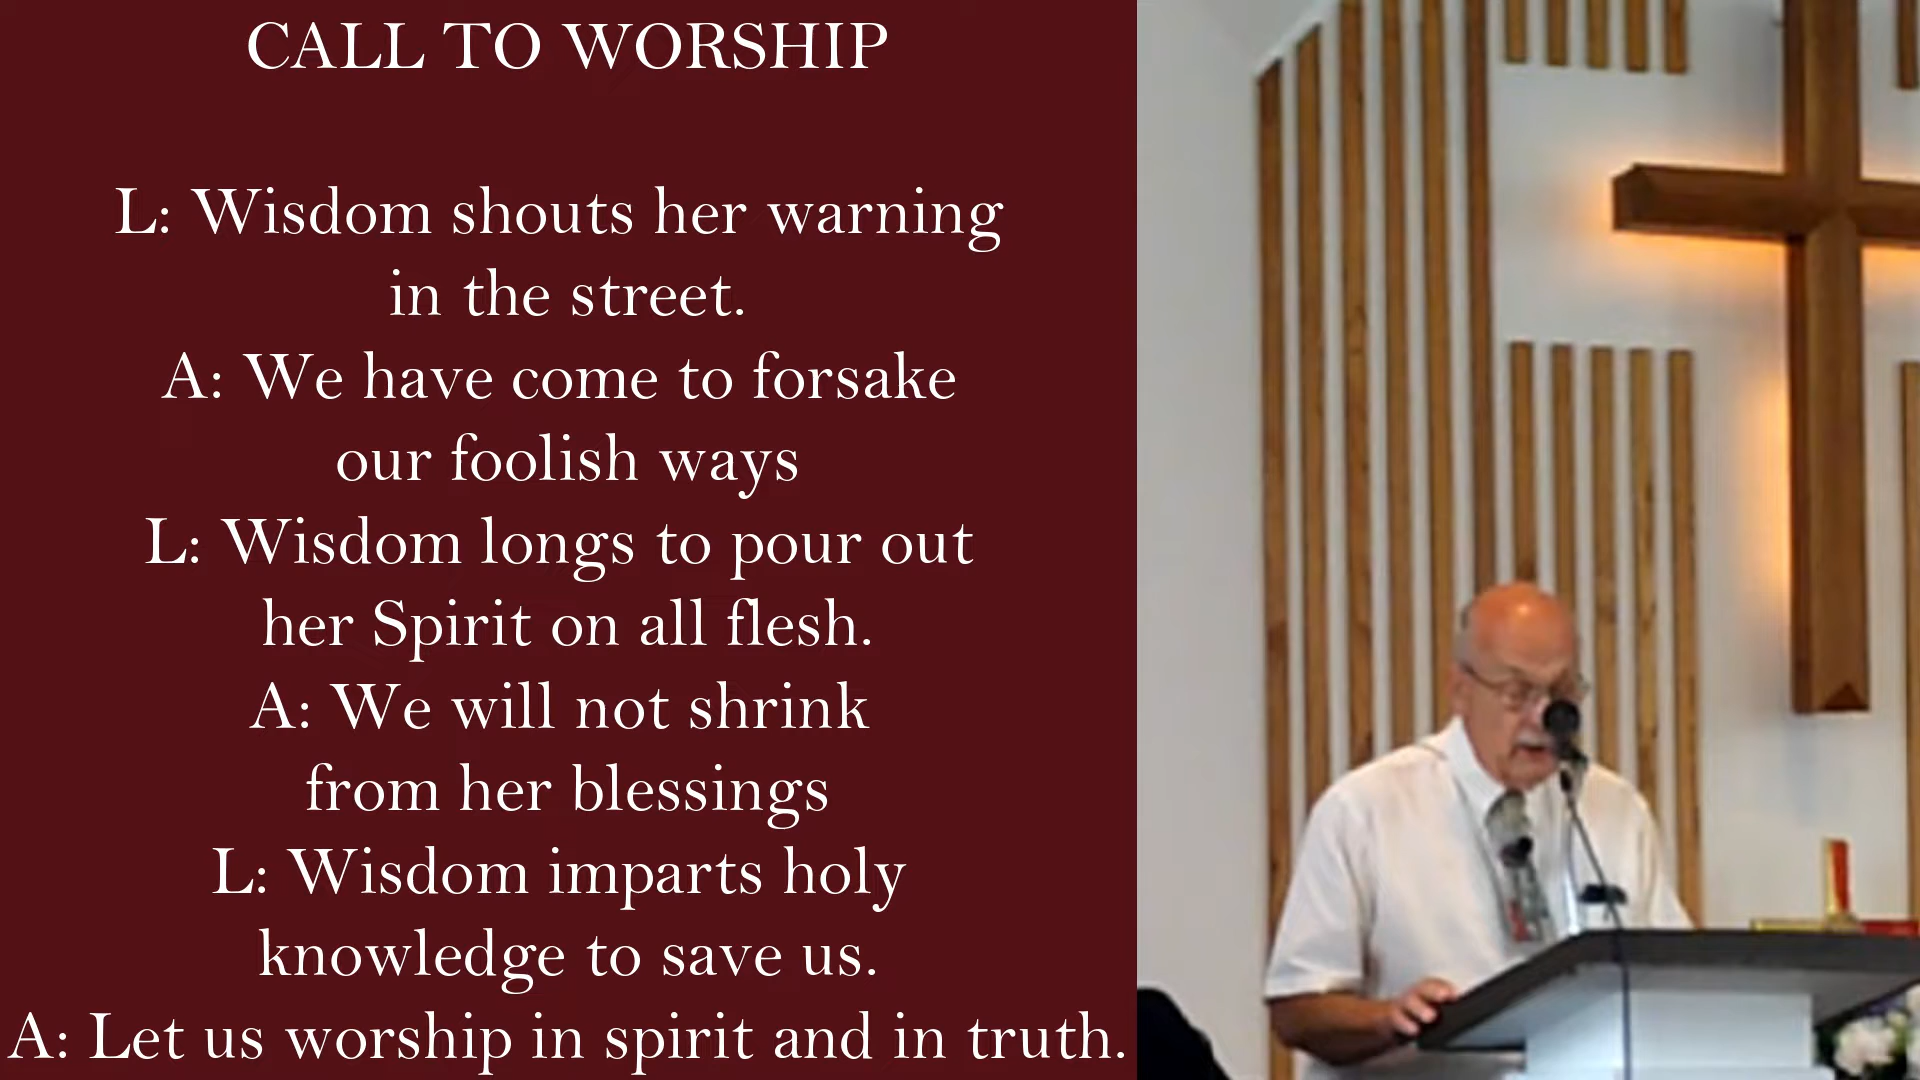 CALL TO WORSHIP
L: Wisdom shouts her warning
in the street.
A: We have come to forsake
our foolish ways
L: Wisdom longs to pour out
her Spirit on all flesh.
A: We will not shrink
from her blessings
L: Wisdom imparts holy
knowledge to save us.
A: Let us worship in spirit and in truth.